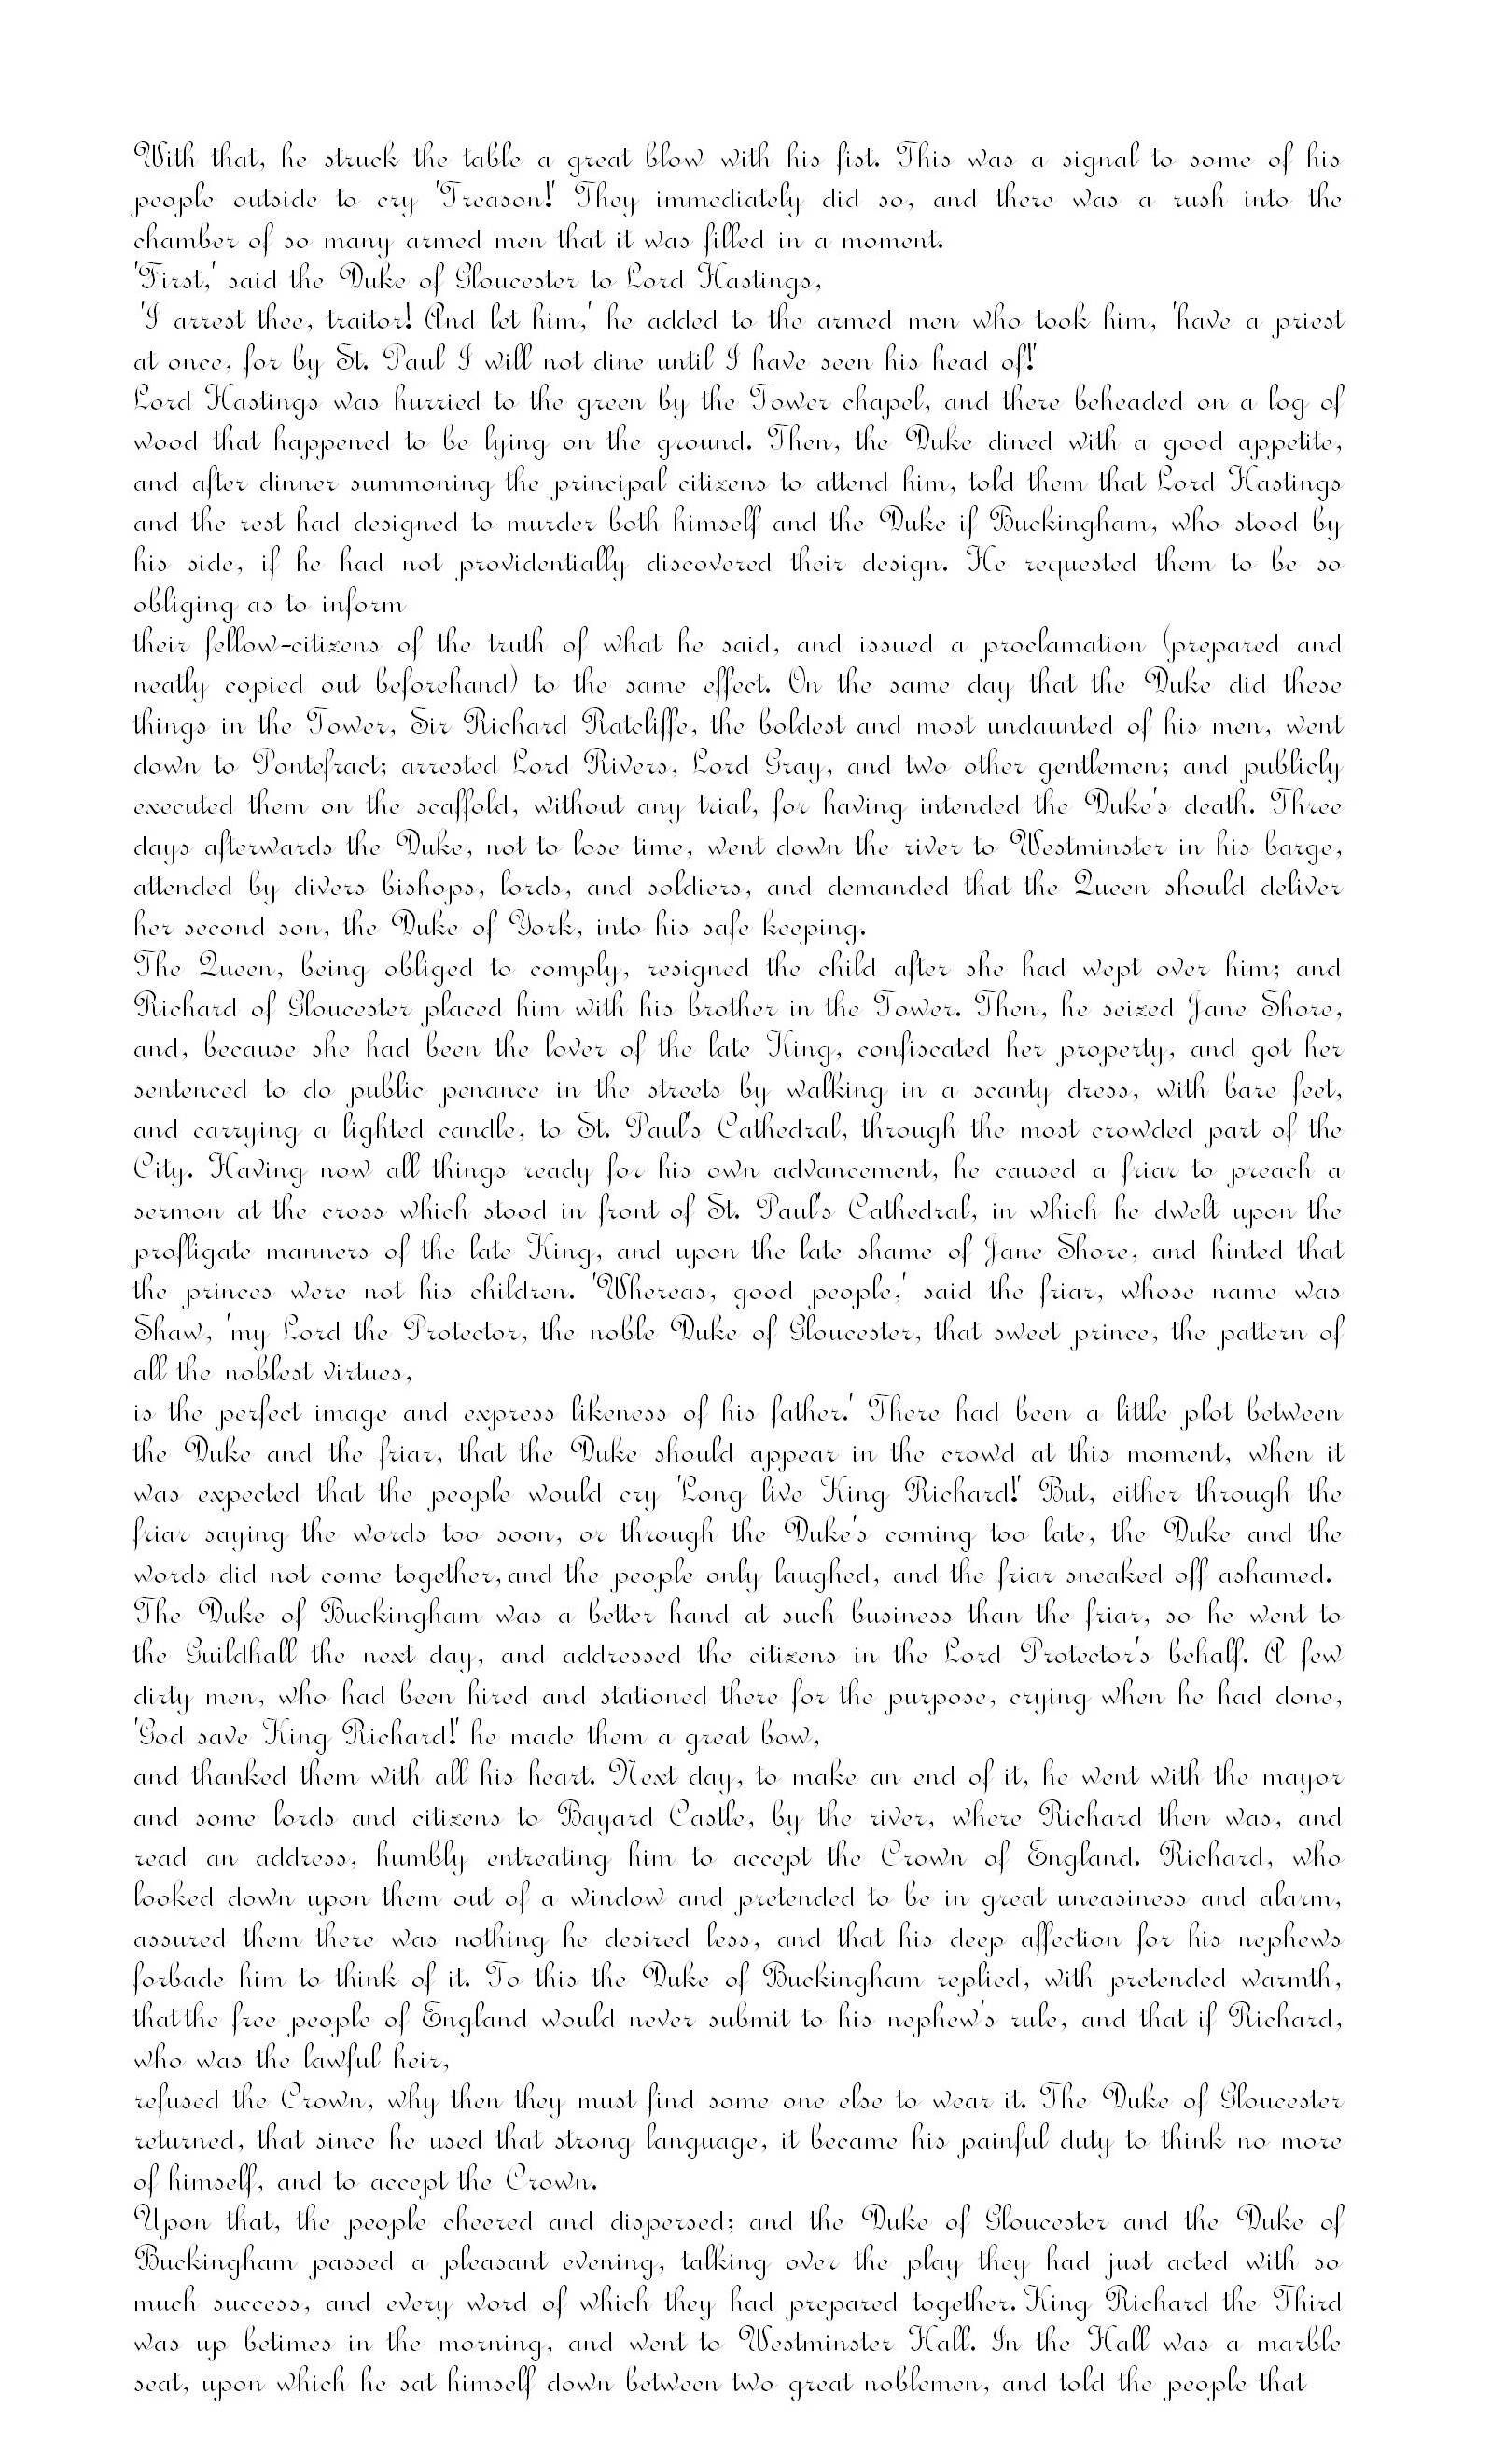 With that, he struck the table a great blow with his fist. This was a signal to some of his
people outside to cry 'Treason!' They immediately did so, and there was a rush into the
chamber of so many armed men that it was filled in a moment.
'First,' said the Duke of Gloucester to Lord Hastings,
'I arrest thee, traitor! And let him,' he added to the armed men who took him, 'have a priest
at once, for by St. Paul I will not dine until I have seen his head of!'
Lord Hastings was hurried to the green by the Tower chapel, and there beheaded on a log of
wood that happened to be lying on the ground. Then, the Duke dined with a good appetite,
and after dinner summoning the principal citizens to attend him, told them that Lord Hastings
and the rest had designed to murder both himself and the Duke if Buckingham, who stood by
his side, if he had not providentially discovered their design. He requested them to be so
obliging as to inform
their fellow-citizens of the truth of what he said, and issued a proclamation (prepared and
neatly copied out beforehand) to the same effect. On the same day that the Duke did these
things in the Tower, Sir Richard Ratcliffe, the boldest and most undaunted of his men, went
down to Pontefract; arrested Lord Rivers, Lord Gray, and two other gentlemen; and publicly
executed them on the scaffold, without any trial, for having intended the Duke's death. Three
days afterwards the Duke, not to lose time, went down the river to Westminster in his barge,
attended by divers bishops, lords, and soldiers, and demanded that the Queen should deliver
her second son, the Duke of York, into his safe keeping.
The Queen, being obliged to comply, resigned the child after she had wept over him; and
Richard of Gloucester placed him with his brother in the Tower. Then, he seized Jane Shore,
and, because she had been the lover of the late King, confiscated her property, and got her
sentenced to do public penance in the streets by walking in a scanty dress, with bare feet,
and carrying a lighted candle, to St. Paul's Cathedral, through the most crowded part of the
City. Having now all things ready for his own advancement, he caused a friar to preach a
sermon at the cross which stood in front of St. Paul's Cathedral, in which he dwelt upon the
profligate manners of the late King, and upon the late shame of Jane Shore, and hinted that
the princes were not his children. 'Whereas, good people,' said the friar, whose name was
Shaw, 'my Lord the Protector, the noble Duke of Gloucester, that sweet prince, the pattern of
all the noblest virtues,
is the perfect image and express likeness of his father.' There had been a little plot between
the Duke and the friar, that the Duke should appear in the crowd at this moment, when it
was expected that the people would cry 'Long live King Richard!' But, either through the
friar saying the words too soon, or through the Duke's coming too late, the Duke and the
words did not come together, and the people only laughed, and the friar sneaked off ashamed.
The Duke of Buckingham was a better hand at such business than the friar, so he went to
the Guildhall the next day, and addressed the citizens in the Lord Protector's behalf. A few
dirty men, who had been hired and stationed there for the purpose, crying when he had done,
'God save King Richard!' he made them a great bow,
and thanked them with all his heart. Next day, to make an end of it, he went with the mayor
and some lords and citizens to Bayard Castle, by the river, where Richard then was, and
read an address, humbly entreating him to accept the Crown of England. Richard, who
looked down upon them out of a window and pretended to be in great uneasiness and alarm,
assured them there was nothing he desired less, and that his deep affection for his nephews
forbade him to think of it. To this the Duke of Buckingham replied, with pretended warmth,
that the free people of England would never submit to his nephew's rule, and that if Richard,
who was the lawful heir,
refused the Crown, why then they must find some one else to wear it. The Duke of Gloucester
returned, that since he used that strong language, it became his painful duty to think no more
of himself, and to accept the Crown.
Upon that, the people cheered and dispersed; and the Duke of Gloucester and the Duke of
Buckingham passed a pleasant evening, talking over the play they had just acted with so
much success, and every word of which they had prepared together. King Richard the Third
was up betimes in the morning, and went to Westminster Hall. In the Hall was a marble
seat, upon which he sat himself down between two great noblemen, and told the people that